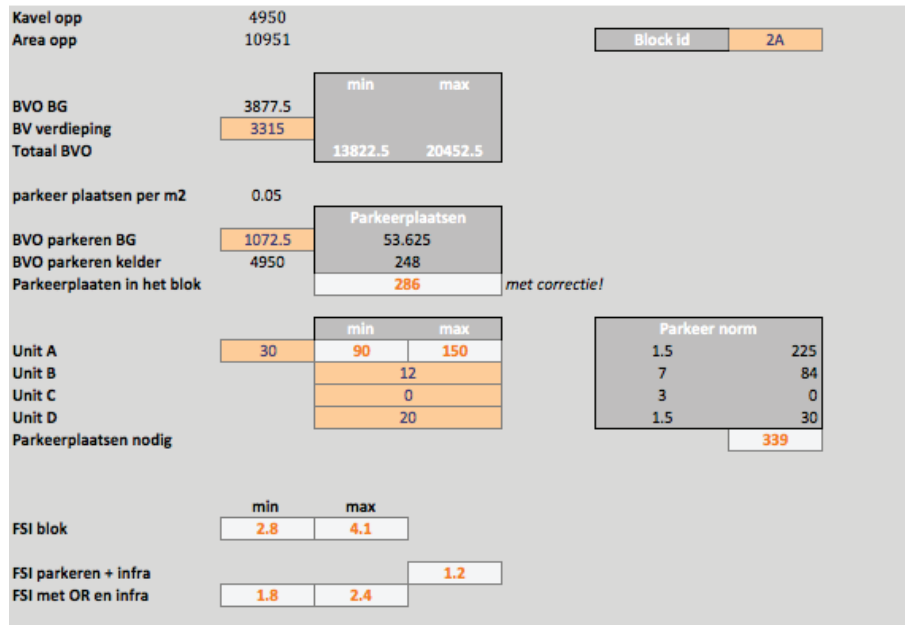 Kavel opp 4950
Area opp 10951 Block id 2A
min max
BVO BG 3877.5
BV verdieping 3315
Totaal BVO 13822.5 20452.5
parkeer plaatsen per m2 0.05
Parkeerplaatsen
BVO parkeren BG 1072.5 53.625
BVO parkeren kelder 4950 248
Parkeerplaaten in het blok 286 met correctie!
min max Parkeer norm
Unit A 30 90 150 1.5 225
Unit B 12 7 84
Unit C 0 3 0
Unit D 20 1.5 30
Parkeerplaatsen nodig 339
min max
FSI blok 2.8 4.1
FSI parkeren + infra 1.2
FSI met OR en infra 1.8 2.4